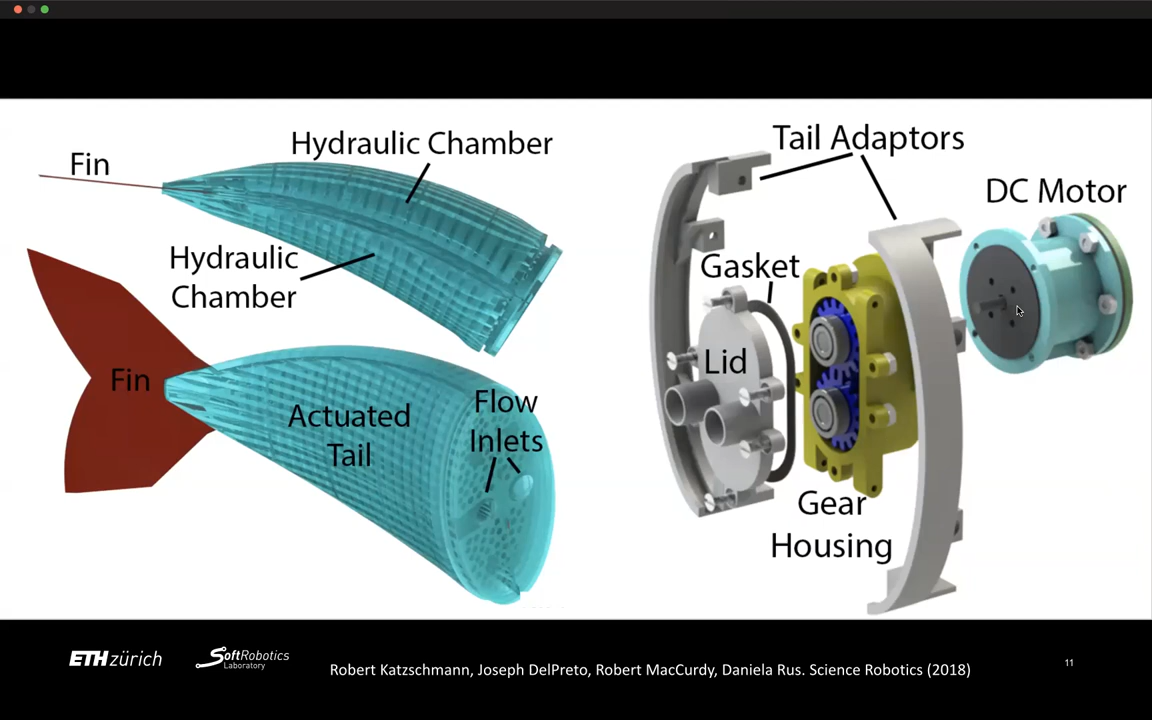 Hydraulic Chamber
Fin
Hydraulic
Chamber
Fin
Actuated
Tail
Flow
Inlets
Tail Adaptors
DC Motor
Gasket
Lid
Gear
Housing
ETH zürich
SoftRobotics
Laboratory
Robert Katzschmann, Joseph DelPreto, Robert MacCurdy, Daniela Rus. Science Robotics (2018)
11